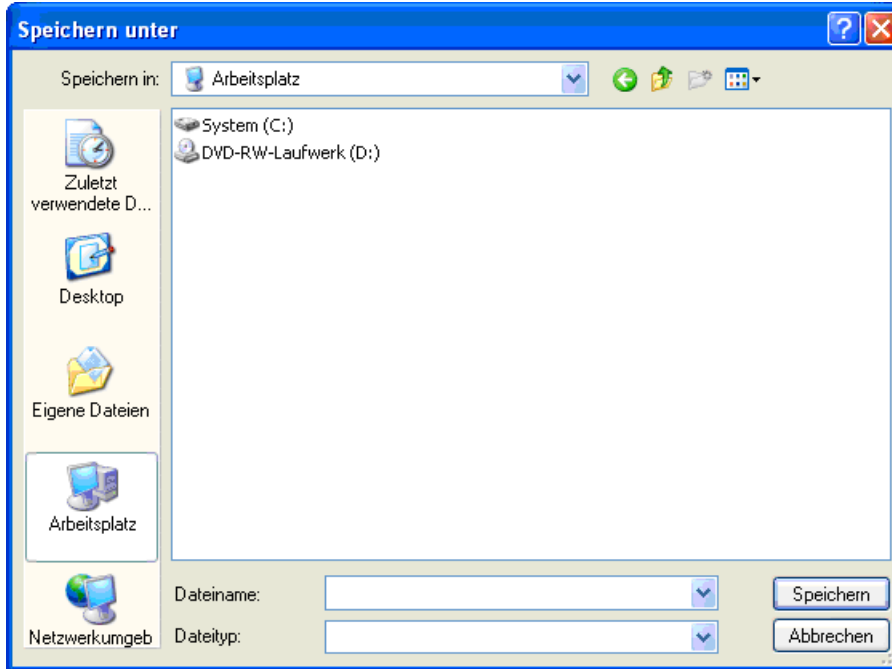 Speichern unter
Speichern in: Arbeitsplatz
Zuletzt
verwendete D...
Desktop
Eigene Dateien
Arbeitsplatz
Netzwerkumgeb
System (C:)
DVD-RW-Laufwerk (D:)
Dateiname:
Speichern
Dateityp:
Abbrechen